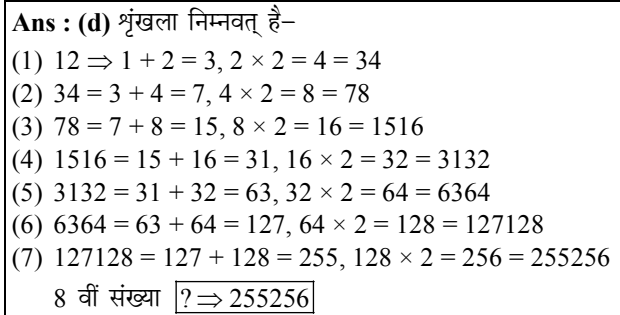 Ans : (d) शृंखला निम्नवत् है–
(1) 12 ⇒ 1 + 2 = 3, 2 × 2 = 4 = 34
(2) 34 = 3 + 4 = 7, 4 × 2 = 8 = 78
(3) 78 = 7 + 8 = 15, 8 × 2 = 16 = 1516
(4) 1516 = 15 + 16 = 31, 16 × 2 = 32 = 3132
(5) 3132 = 31 + 32 = 63, 32 × 2 = 64 = 6364
(6) 6364 = 63 + 64 = 127, 64 × 2 = 128 = 127128
(7) 127128 = 127 + 128 = 255, 128 × 2 = 256 = 255256
8 वीं संख्या ? ⇒ 255256